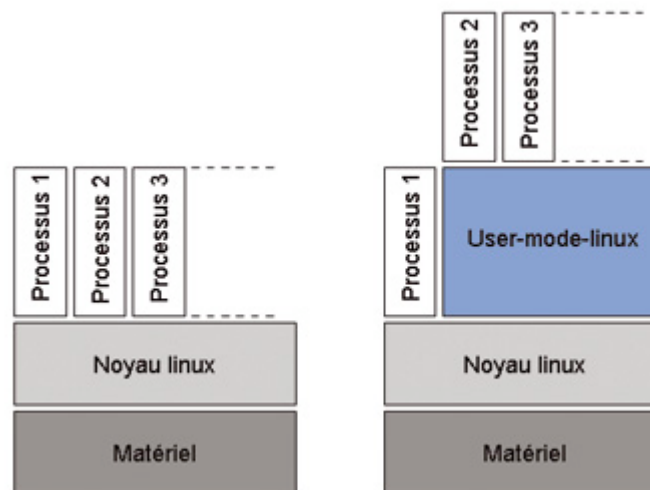 Processus 1
Processus 2
Processus 3
Noyau linux
Matériel
Processus 2
Processus 3
Processus 1
User-mode-linux
Noyau linux
Matériel